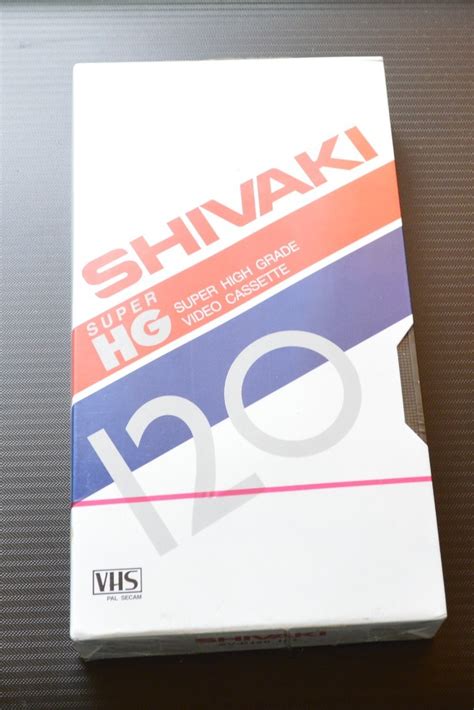 SHIVAKI
SUPER
HG
SUPER HIGH GRADE
VIDEO CASSETTE
120
VHS
PAL SECAM
SHIVAKI